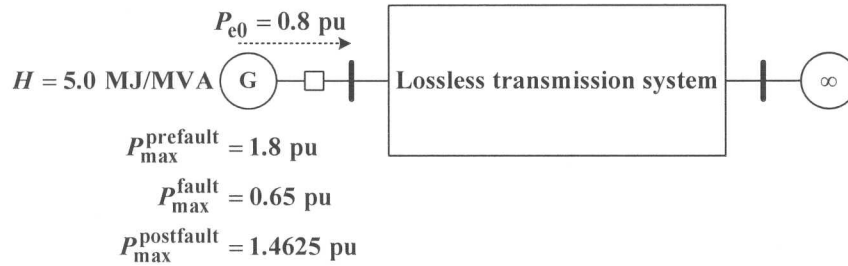 P_e0 = 0.8 pu
H = 5.0 MJ/MVA G Lossless transmission system ∞
P_max^prefault = 1.8 pu
P_max^fault = 0.65 pu
P_max^postfault = 1.4625 pu